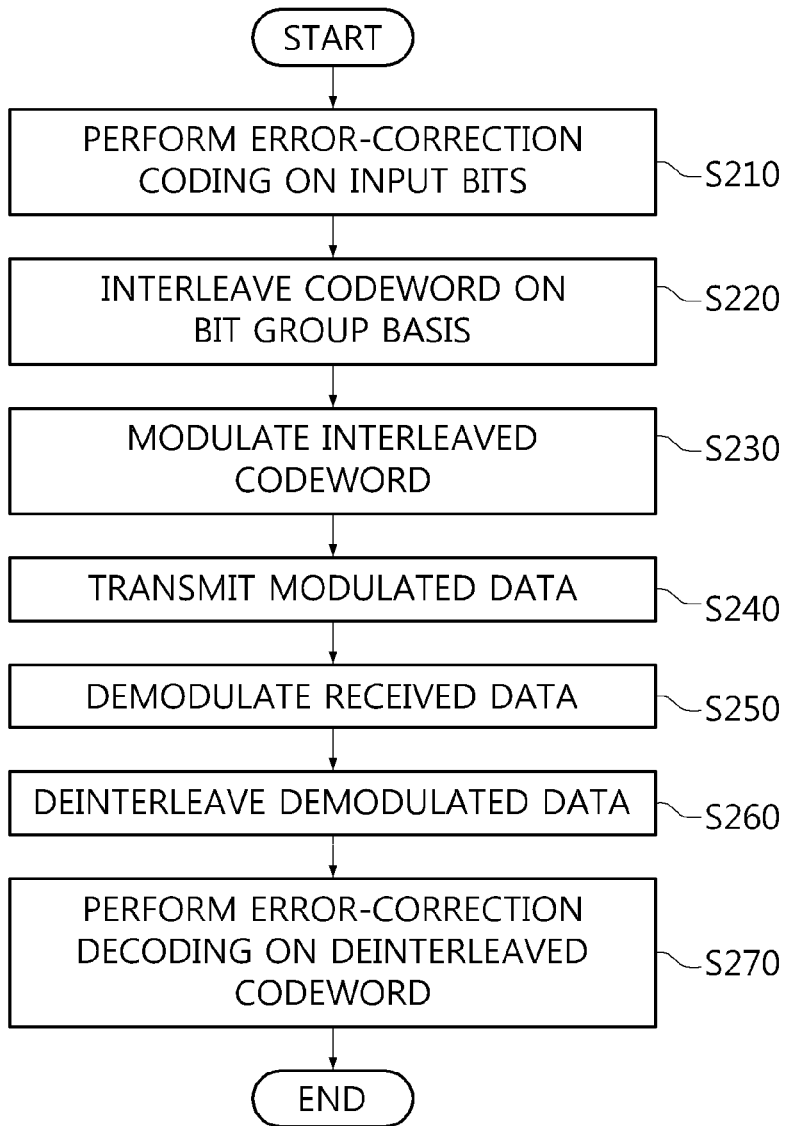 START
PERFORM ERROR-CORRECTION
CODING ON INPUT BITS
S210
INTERLEAVE CODEWORD ON
BIT GROUP BASIS
S220
MODULATE INTERLEAVED
CODEWORD
S230
TRANSMIT MODULATED DATA
S240
DEMODULATE RECEIVED DATA
S250
DEINTERLEAVE DEMODULATED DATA
S260
PERFORM ERROR-CORRECTION
DECODING ON DEINTERLEAVED
CODEWORD
S270
END